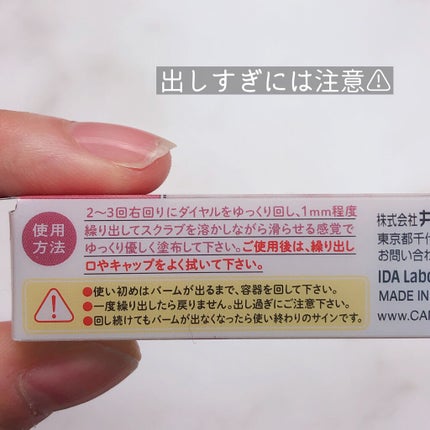 出しすぎには注意⚠
使用
方法
2〜3回右回りにダイヤルをゆっくり回し、1mm程度
繰り出してスクラブを溶かしながら滑らせる感覚で
ゆっくり優しく塗布して下さい。ご使用後は、繰り出し
口やキャップをよく拭いて下さい。
●使い初めはバームが出るまで、容器を回して下さい。
●一度繰り出したら戻りません。出し過ぎにご注意下さい。
●回し続けてもバームが出なくなったら使い終わりのサインです。
株式会社井
東京都千代
お問い合わ
IDA Labo
MADE IN
www.CAN